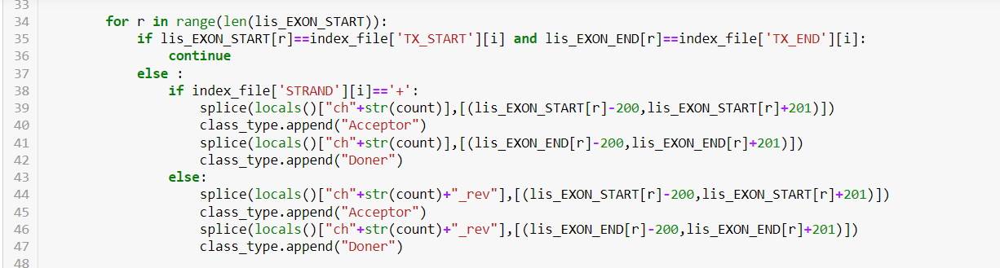 33
34 for r in range(len(lis_EXON_START)):
35 if lis_EXON_START[r]==index_file['TX_START'][i] and lis_EXON_END[r]==index_file['TX_END'][i]:
36 continue
37 else :
38 if index_file['STRAND'][i]=='+':
39 splice(locals()["ch"+str(count)],[(lis_EXON_START[r]-200,lis_EXON_START[r]+201)])
40 class_type.append("Acceptor")
41 splice(locals()["ch"+str(count)],[(lis_EXON_END[r]-200,lis_EXON_END[r]+201)])
42 class_type.append("Doner")
43 else:
44 splice(locals()["ch"+str(count)+"_rev"],[(lis_EXON_START[r]-200,lis_EXON_START[r]+201)])
45 class_type.append("Acceptor")
46 splice(locals()["ch"+str(count)+"_rev"],[(lis_EXON_END[r]-200,lis_EXON_END[r]+201)])
47 class_type.append("Doner")
48